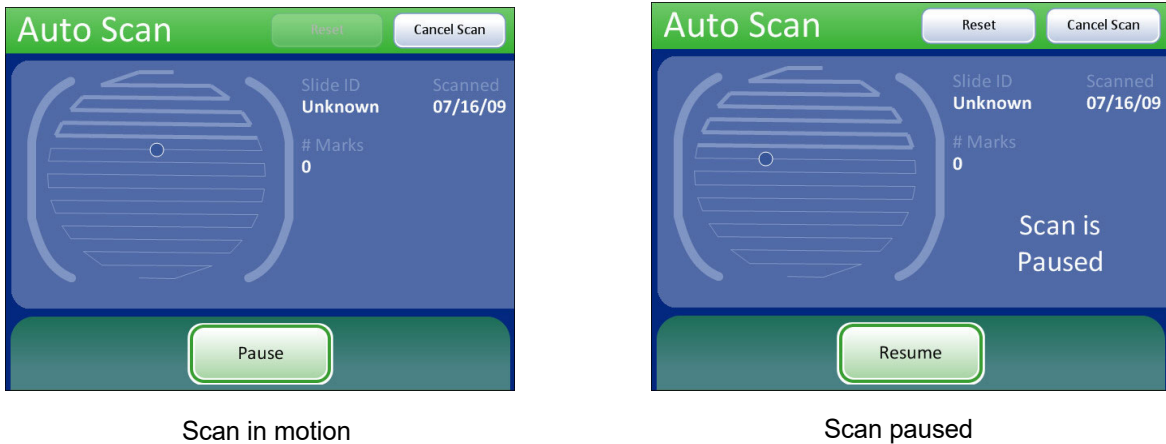 Auto Scan
Reset
Cancel Scan
Slide ID
Scanned
Unknown
07/16/09
# Marks
0
Pause
Scan in motion
Auto Scan
Reset
Cancel Scan
Slide ID
Scanned
Unknown
07/16/09
# Marks
0
Scan is
Paused
Resume
Scan paused